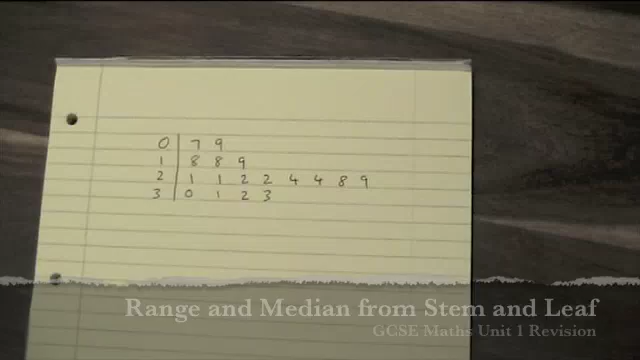 0 | 7 9
1 | 8 8 9
2 | 1 1 2 2 4 4 8 9
3 | 0 1 2 3
Range and Median from Stem and Leaf
GCSE Maths Unit 1 Revision